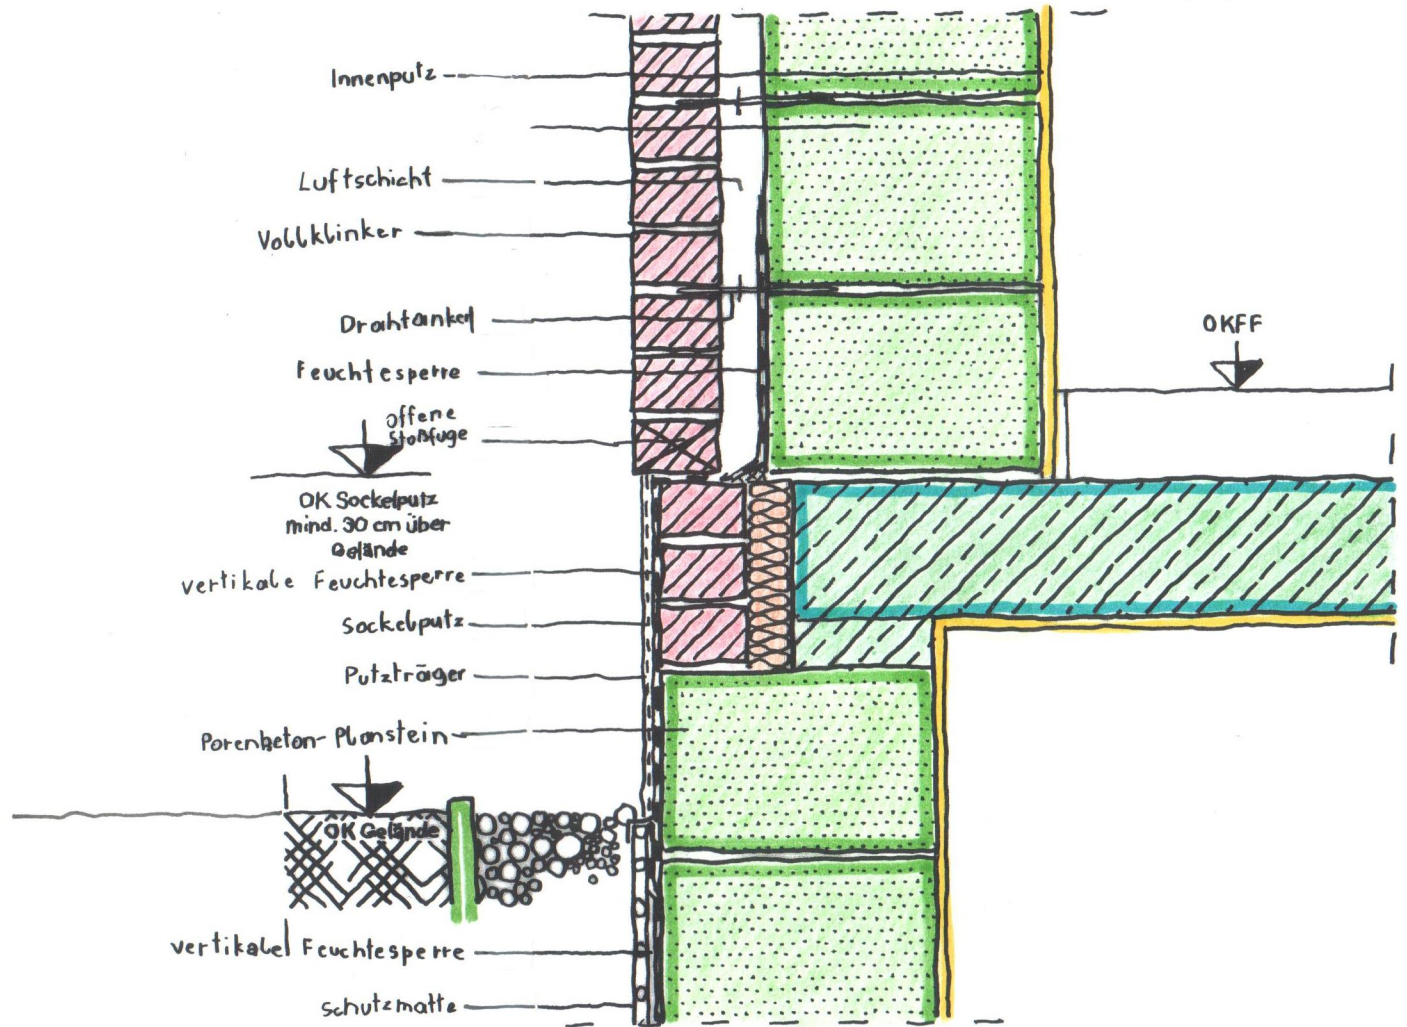 Innenputz
Luftschicht
Vollklinker
Drahtanker
Feuchtesperre
OKFF
offene
Stoßfuge
OK Sockelputz
mind. 30 cm über
Gelände
vertikale Feuchtesperre
Sockelputz
Putzträger
Porenbeton-Planstein
OK Gelände
vertikale Feuchtesperre
schutzmatte